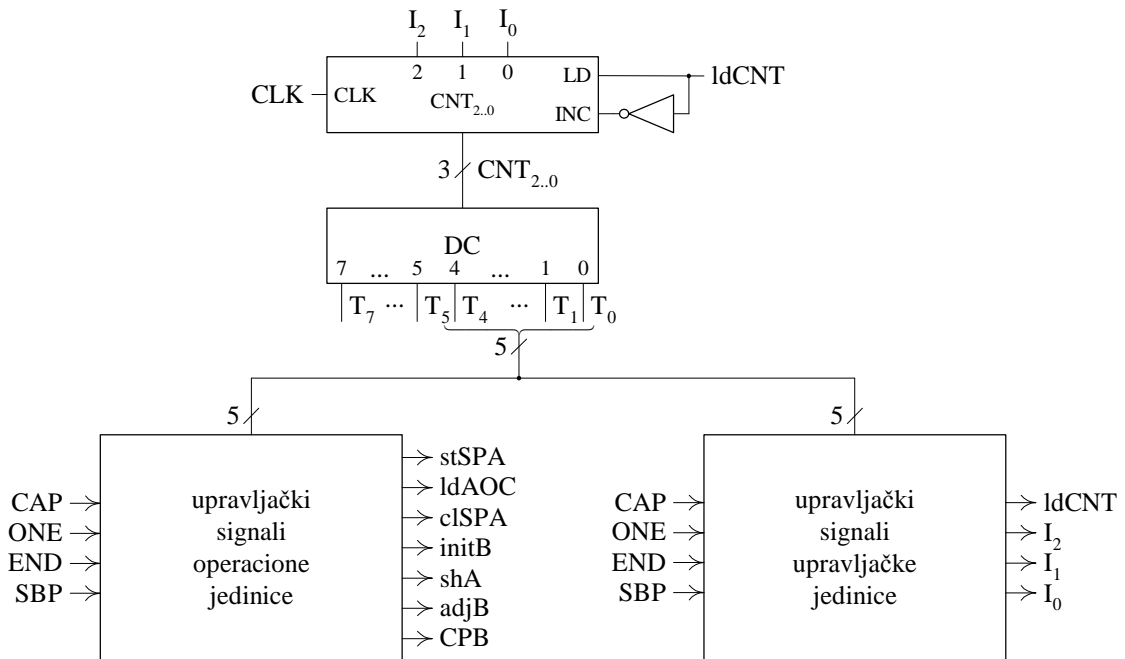 I₂ I₁ I₀
2 1 0 LD ldCNT
CLK CLK CNT₂..₀
INC
3 CNT₂..₀
DC
7 ... 5 4 ... 1 0
T₇ ... T₅ T₄ ... T₁ T₀
5
5 5
upravljački
signali
operacione
jedinice
CAP
ONE
END
SBP
stSPA
ldAOC
clSPA
initB
shA
adjB
CPB
upravljački
signali
upravljačke
jedinice
CAP
ONE
END
SBP
ldCNT
I₂
I₁
I₀